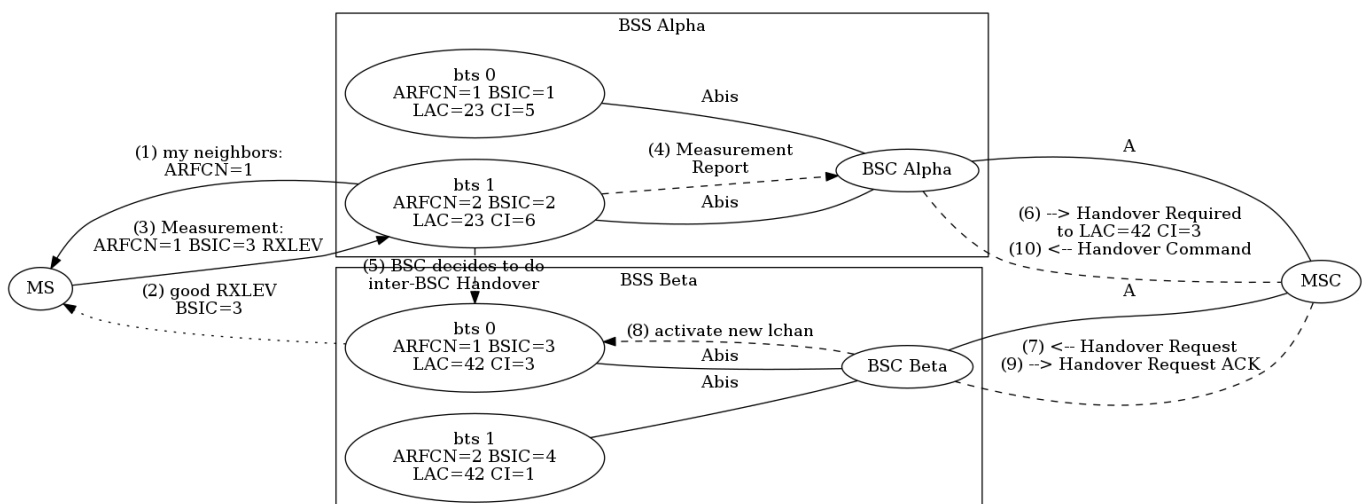 BSS Alpha
bts 0
ARFCN=1 BSIC=1
LAC=23 CI=5
Abis
(1) my neighbors:
ARFCN=1
(4) Measurement
Report
BSC Alpha
A
bts 1
ARFCN=2 BSIC=2
LAC=23 CI=6
Abis
(3) Measurement:
ARFCN=1 BSIC=3 RXLEV
(6) --> Handover Required
to LAC=42 CI=3
(10) <-- Handover Command
(5) BSC decides to do
inter-BSC Handover
BSS Beta
MS
(2) good RXLEV
BSIC=3
MSC
A
bts 0
ARFCN=1 BSIC=3
LAC=42 CI=3
(8) activate new lchan
Abis
BSC Beta
(7) <-- Handover Request
(9) --> Handover Request ACK
Abis
bts 1
ARFCN=2 BSIC=4
LAC=42 CI=1